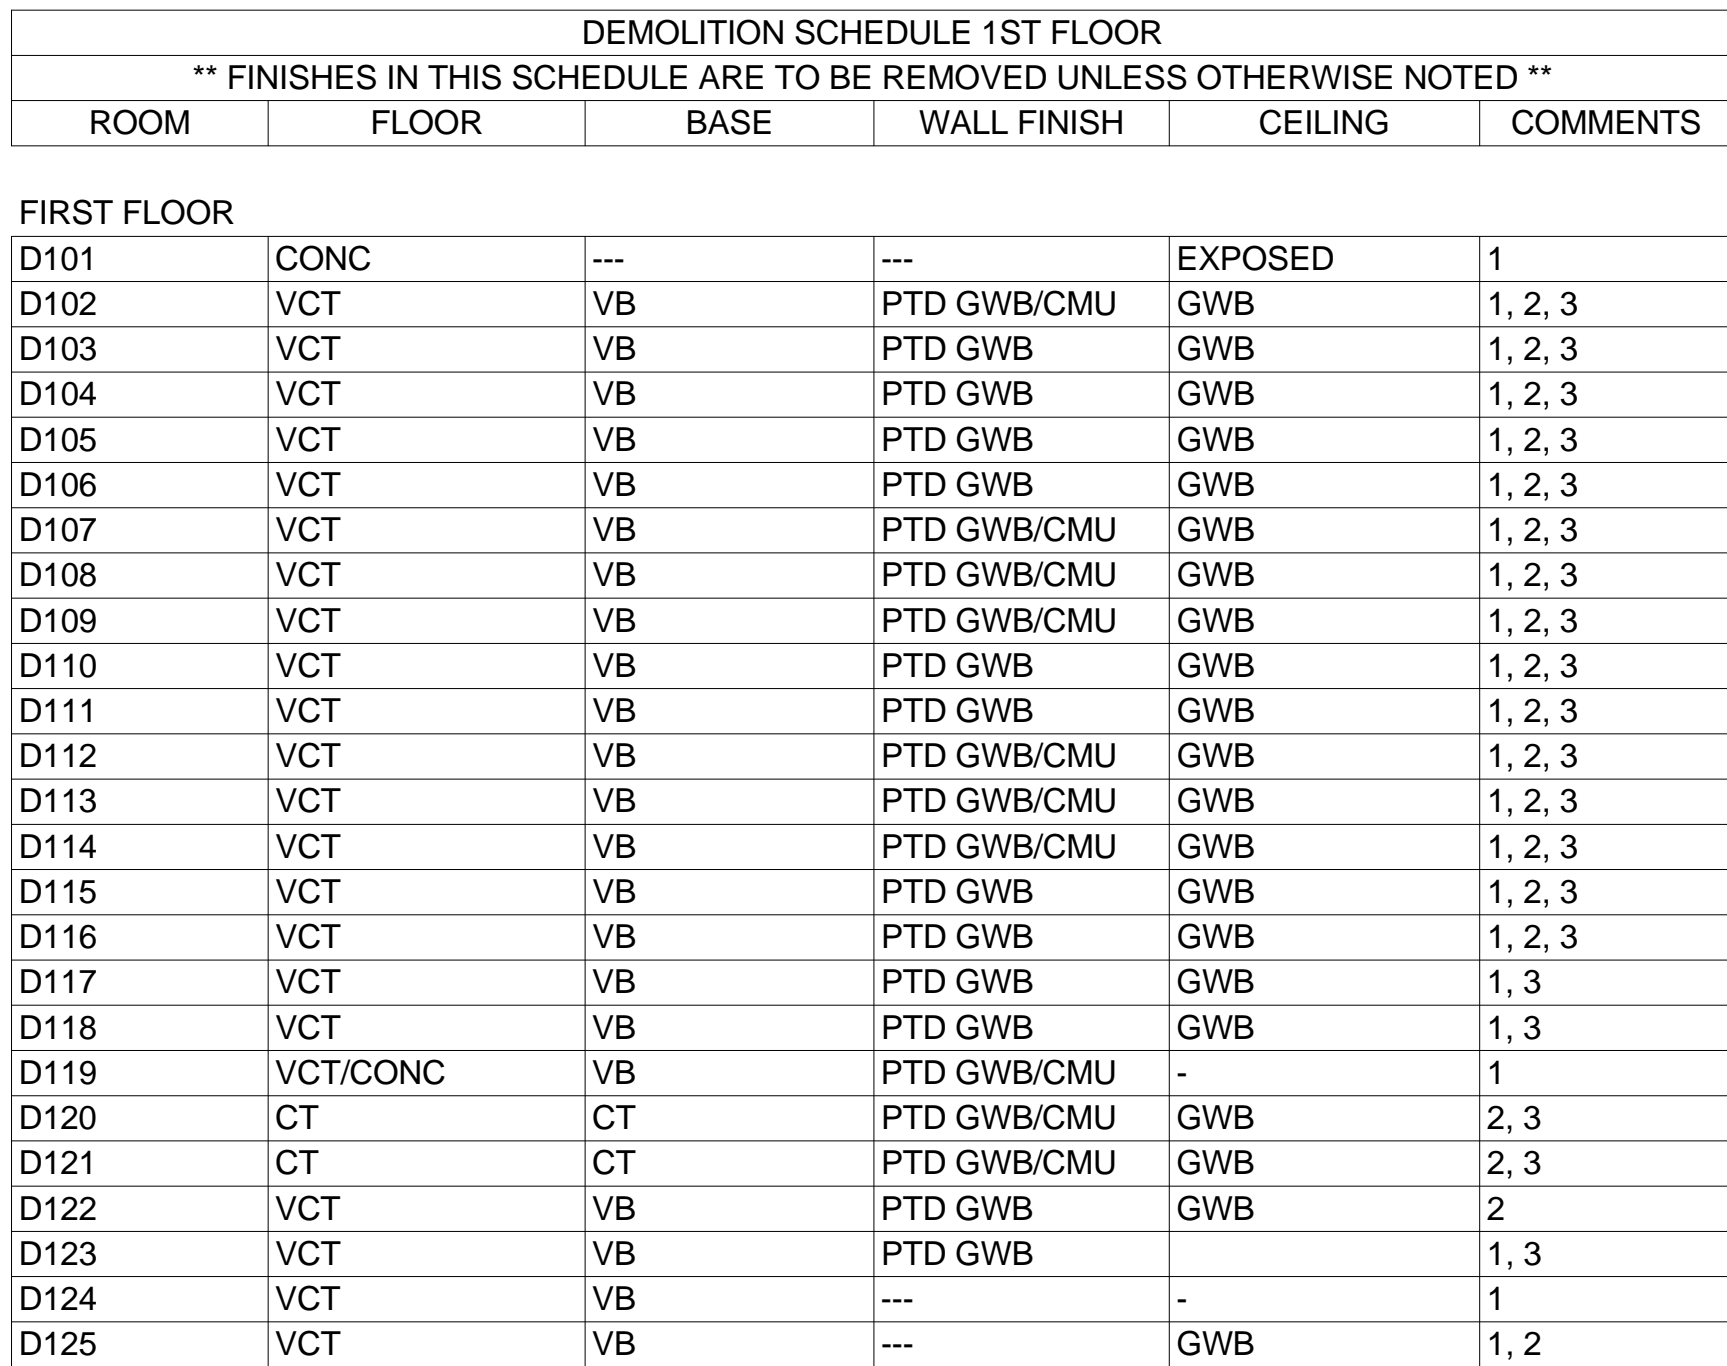 DEMOLITION SCHEDULE 1ST FLOOR
** FINISHES IN THIS SCHEDULE ARE TO BE REMOVED UNLESS OTHERWISE NOTED **
ROOM FLOOR BASE WALL FINISH CEILING COMMENTS
FIRST FLOOR
D101 CONC --- --- EXPOSED 1
D102 VCT VB PTD GWB/CMU GWB 1, 2, 3
D103 VCT VB PTD GWB GWB 1, 2, 3
D104 VCT VB PTD GWB GWB 1, 2, 3
D105 VCT VB PTD GWB GWB 1, 2, 3
D106 VCT VB PTD GWB GWB 1, 2, 3
D107 VCT VB PTD GWB/CMU GWB 1, 2, 3
D108 VCT VB PTD GWB/CMU GWB 1, 2, 3
D109 VCT VB PTD GWB/CMU GWB 1, 2, 3
D110 VCT VB PTD GWB GWB 1, 2, 3
D111 VCT VB PTD GWB GWB 1, 2, 3
D112 VCT VB PTD GWB/CMU GWB 1, 2, 3
D113 VCT VB PTD GWB/CMU GWB 1, 2, 3
D114 VCT VB PTD GWB/CMU GWB 1, 2, 3
D115 VCT VB PTD GWB GWB 1, 2, 3
D116 VCT VB PTD GWB GWB 1, 2, 3
D117 VCT VB PTD GWB GWB 1, 3
D118 VCT VB PTD GWB GWB 1, 3
D119 VCT/CONC VB PTD GWB/CMU - 1
D120 CT CT PTD GWB/CMU GWB 2, 3
D121 CT CT PTD GWB/CMU GWB 2, 3
D122 VCT VB PTD GWB GWB 2
D123 VCT VB PTD GWB 1, 3
D124 VCT VB --- - 1
D125 VCT VB --- GWB 1, 2